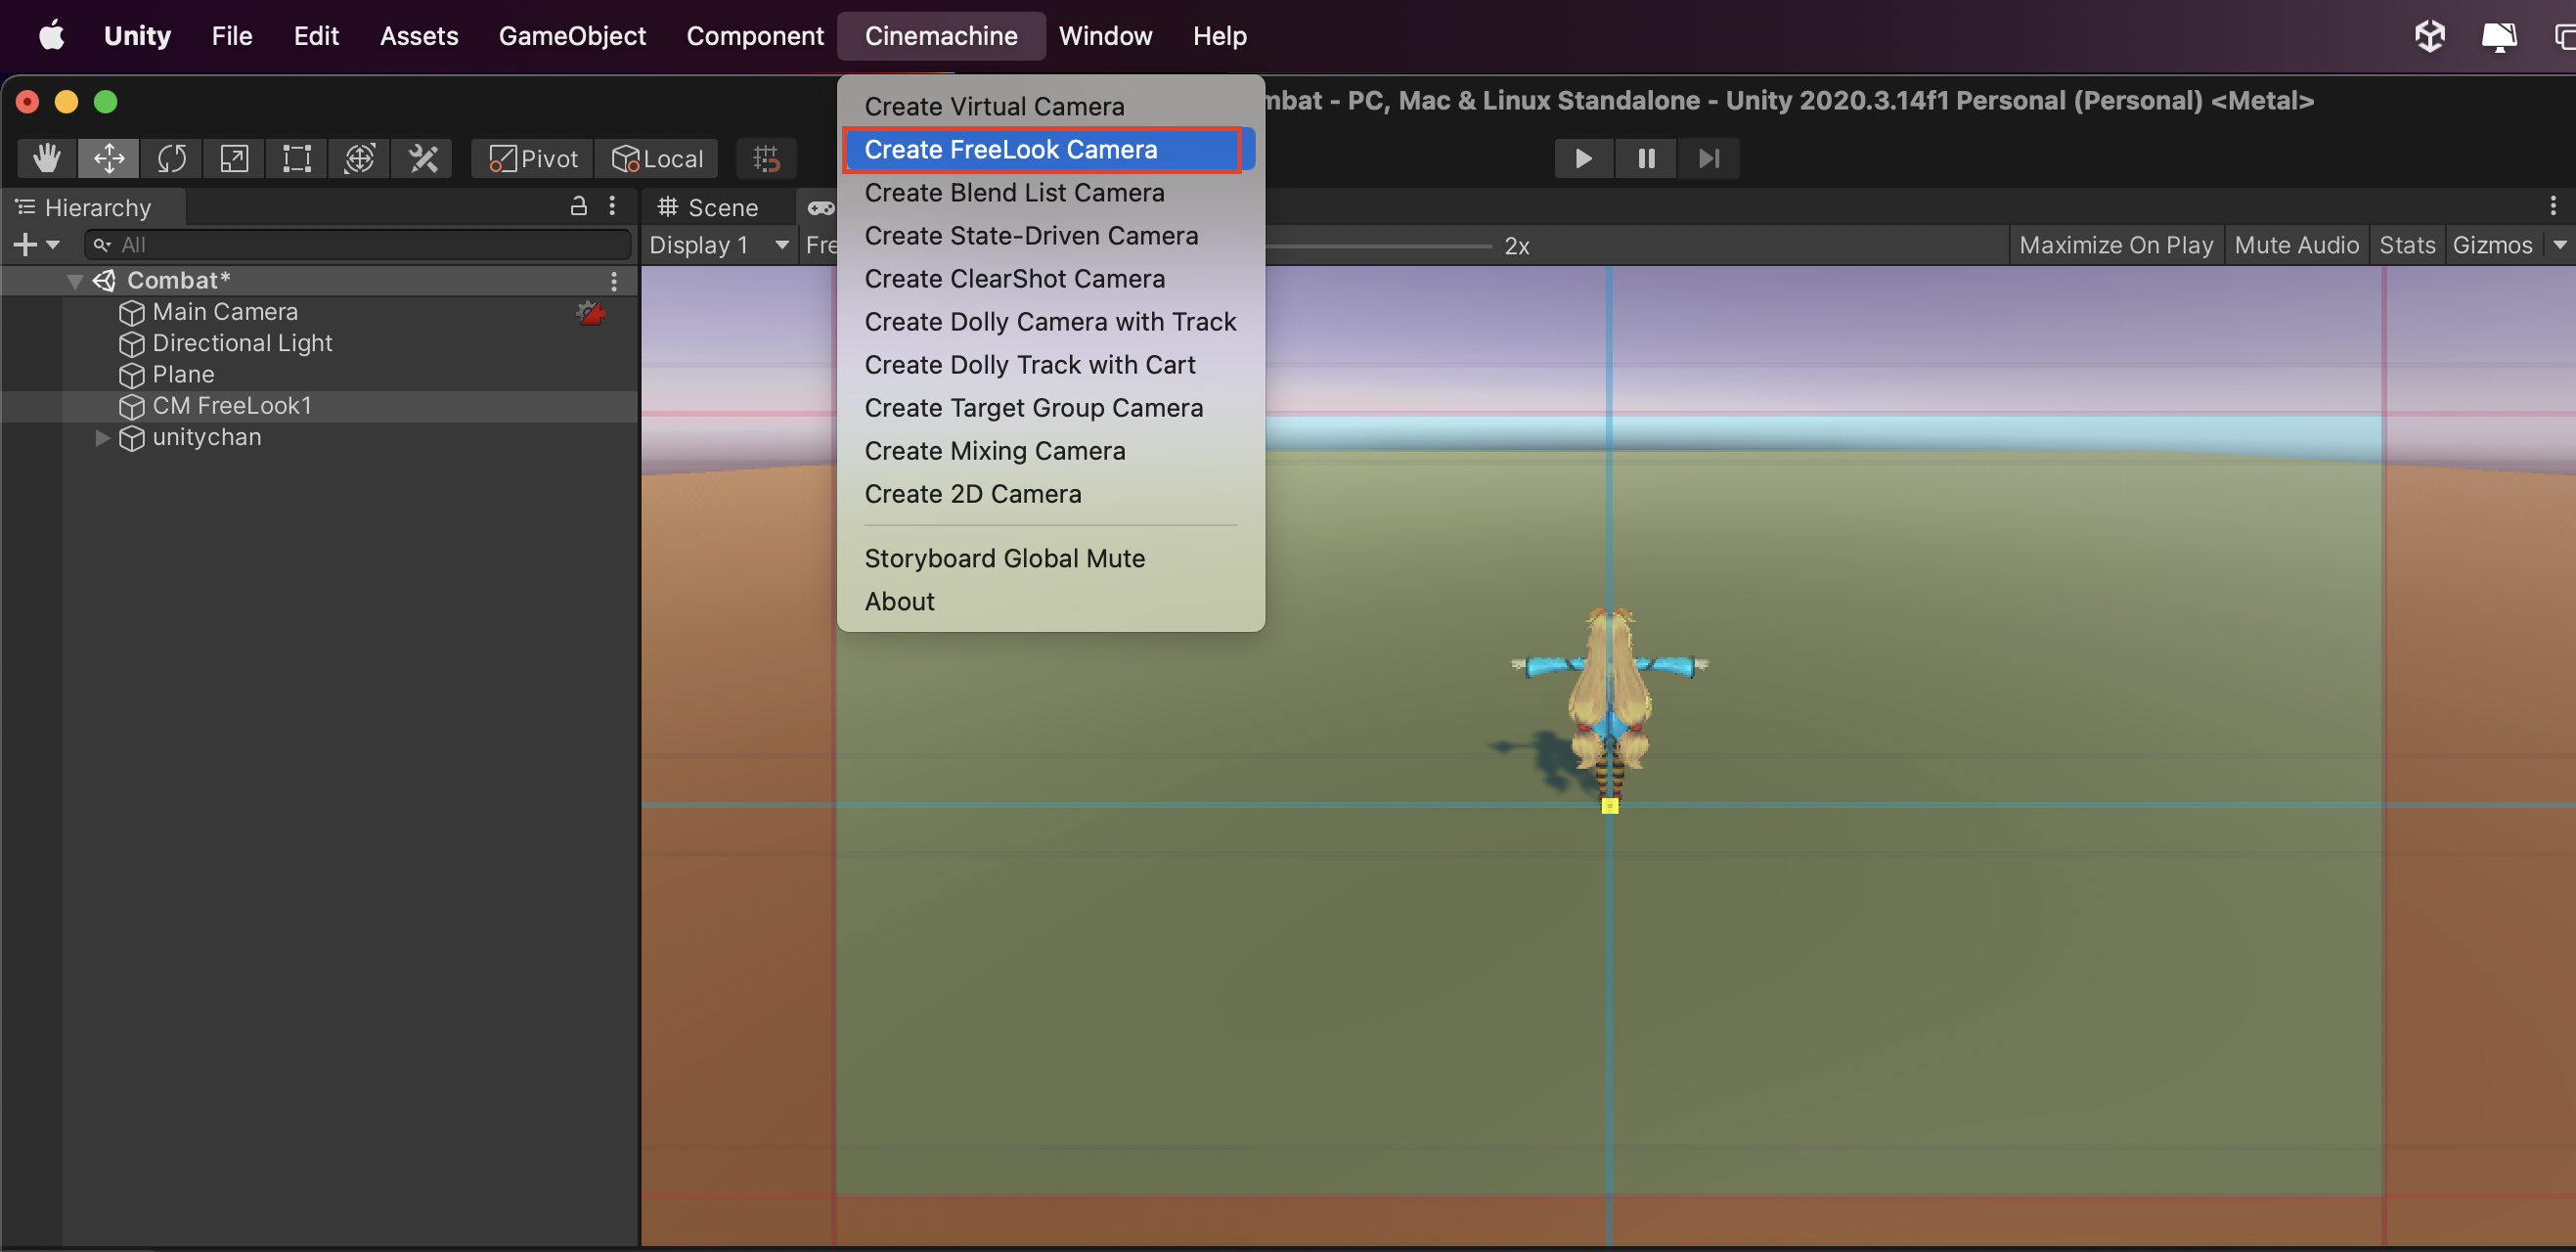 Unity File Edit Assets GameObject Component Cinemachine Window Help
mbat - PC, Mac & Linux Standalone - Unity 2020.3.14f1 Personal (Personal) <Metal>
Pivot Local
Create Virtual Camera
Create FreeLook Camera
Create Blend List Camera
Create State-Driven Camera
Create ClearShot Camera
Create Dolly Camera with Track
Create Dolly Track with Cart
Create Target Group Camera
Create Mixing Camera
Create 2D Camera
Storyboard Global Mute
About
Hierarchy
All
Combat*
Main Camera
Directional Light
Plane
CM FreeLook1
unitychan
Scene
Display 1 Fre 2x Maximize On Play Mute Audio Stats Gizmos